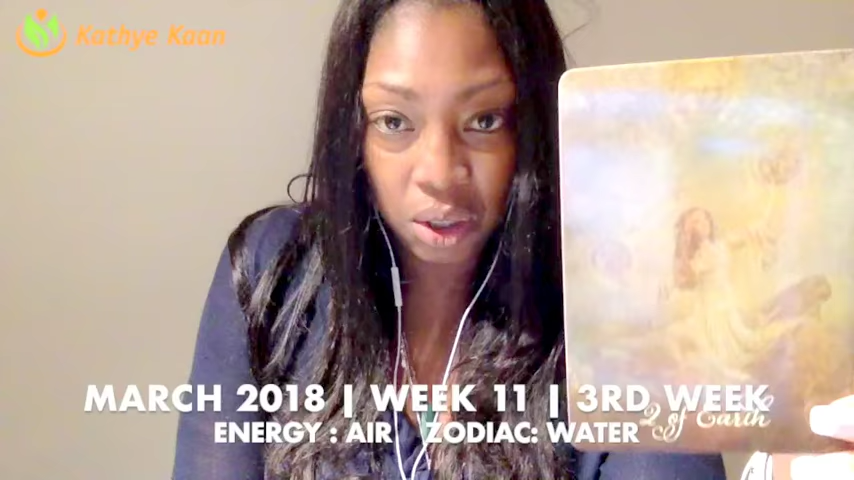 Kathye Kaan
MARCH 2018 | WEEK 11 | 3RD WEEK
2 of Earth
ENERGY : AIR ZODIAC: WATER